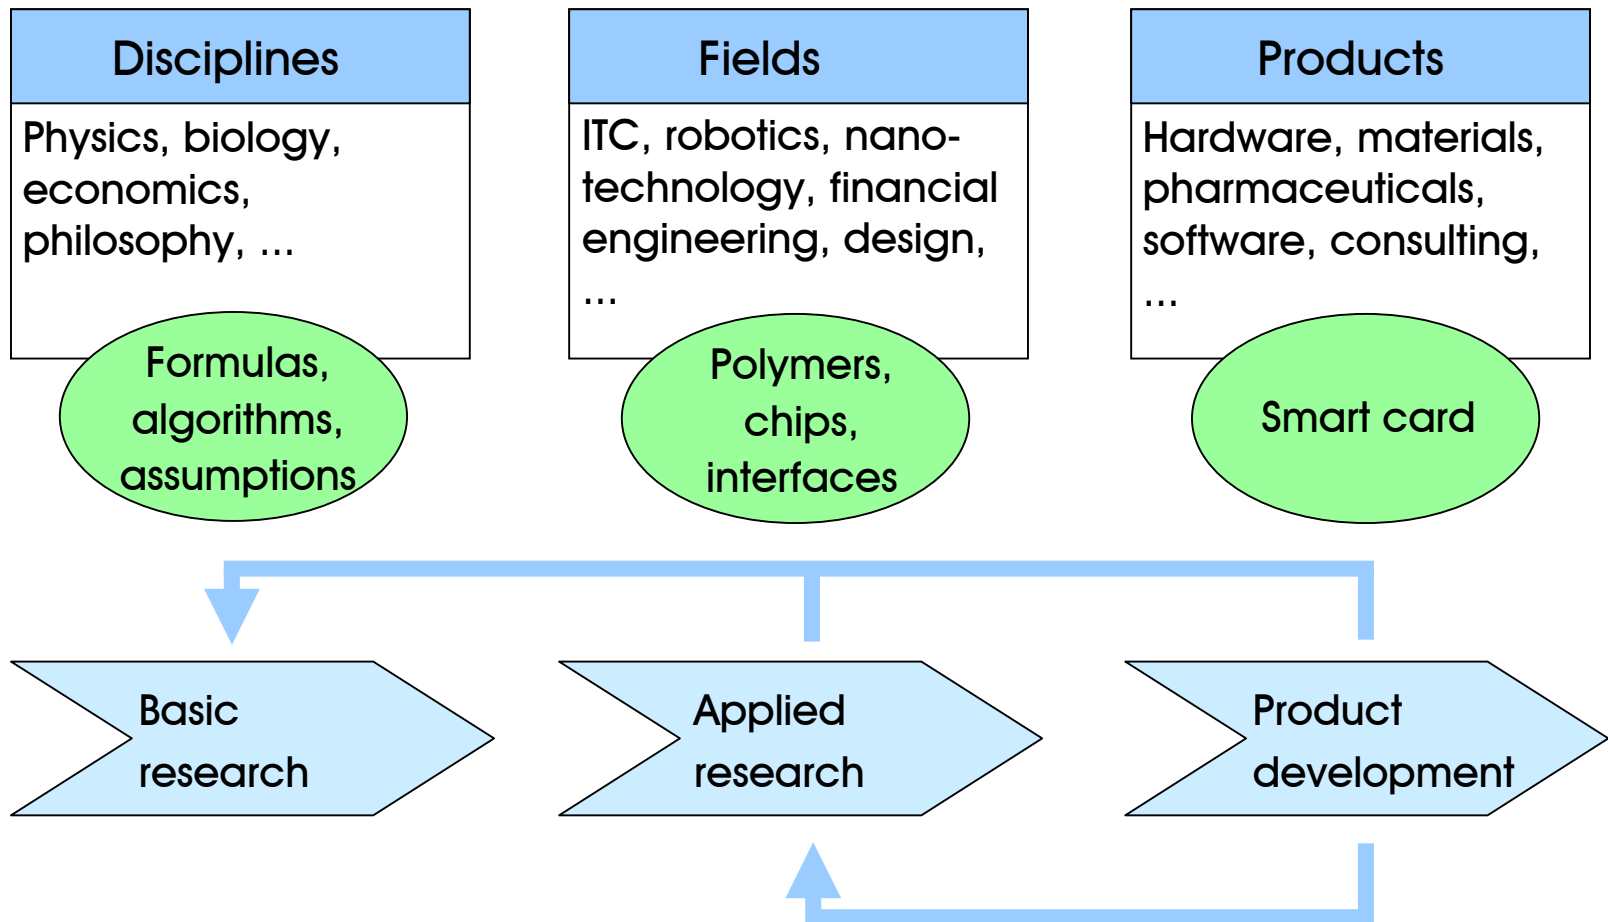 Disciplines
Physics, biology,
economics,
philosophy, ...
Formulas,
algorithms,
assumptions
Fields
ITC, robotics, nano-
technology, financial
engineering, design,
...
Polymers,
chips,
interfaces
Products
Hardware, materials,
pharmaceuticals,
software, consulting,
...
Smart card
Basic
research
Applied
research
Product
development